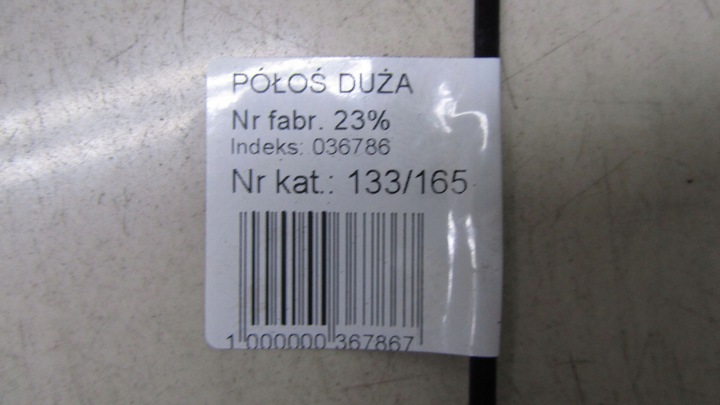 PÓŁOŚ DUŻA
Nr fabr. 23%
Indeks: 036786
Nr kat.: 133/165
1 000000 367867